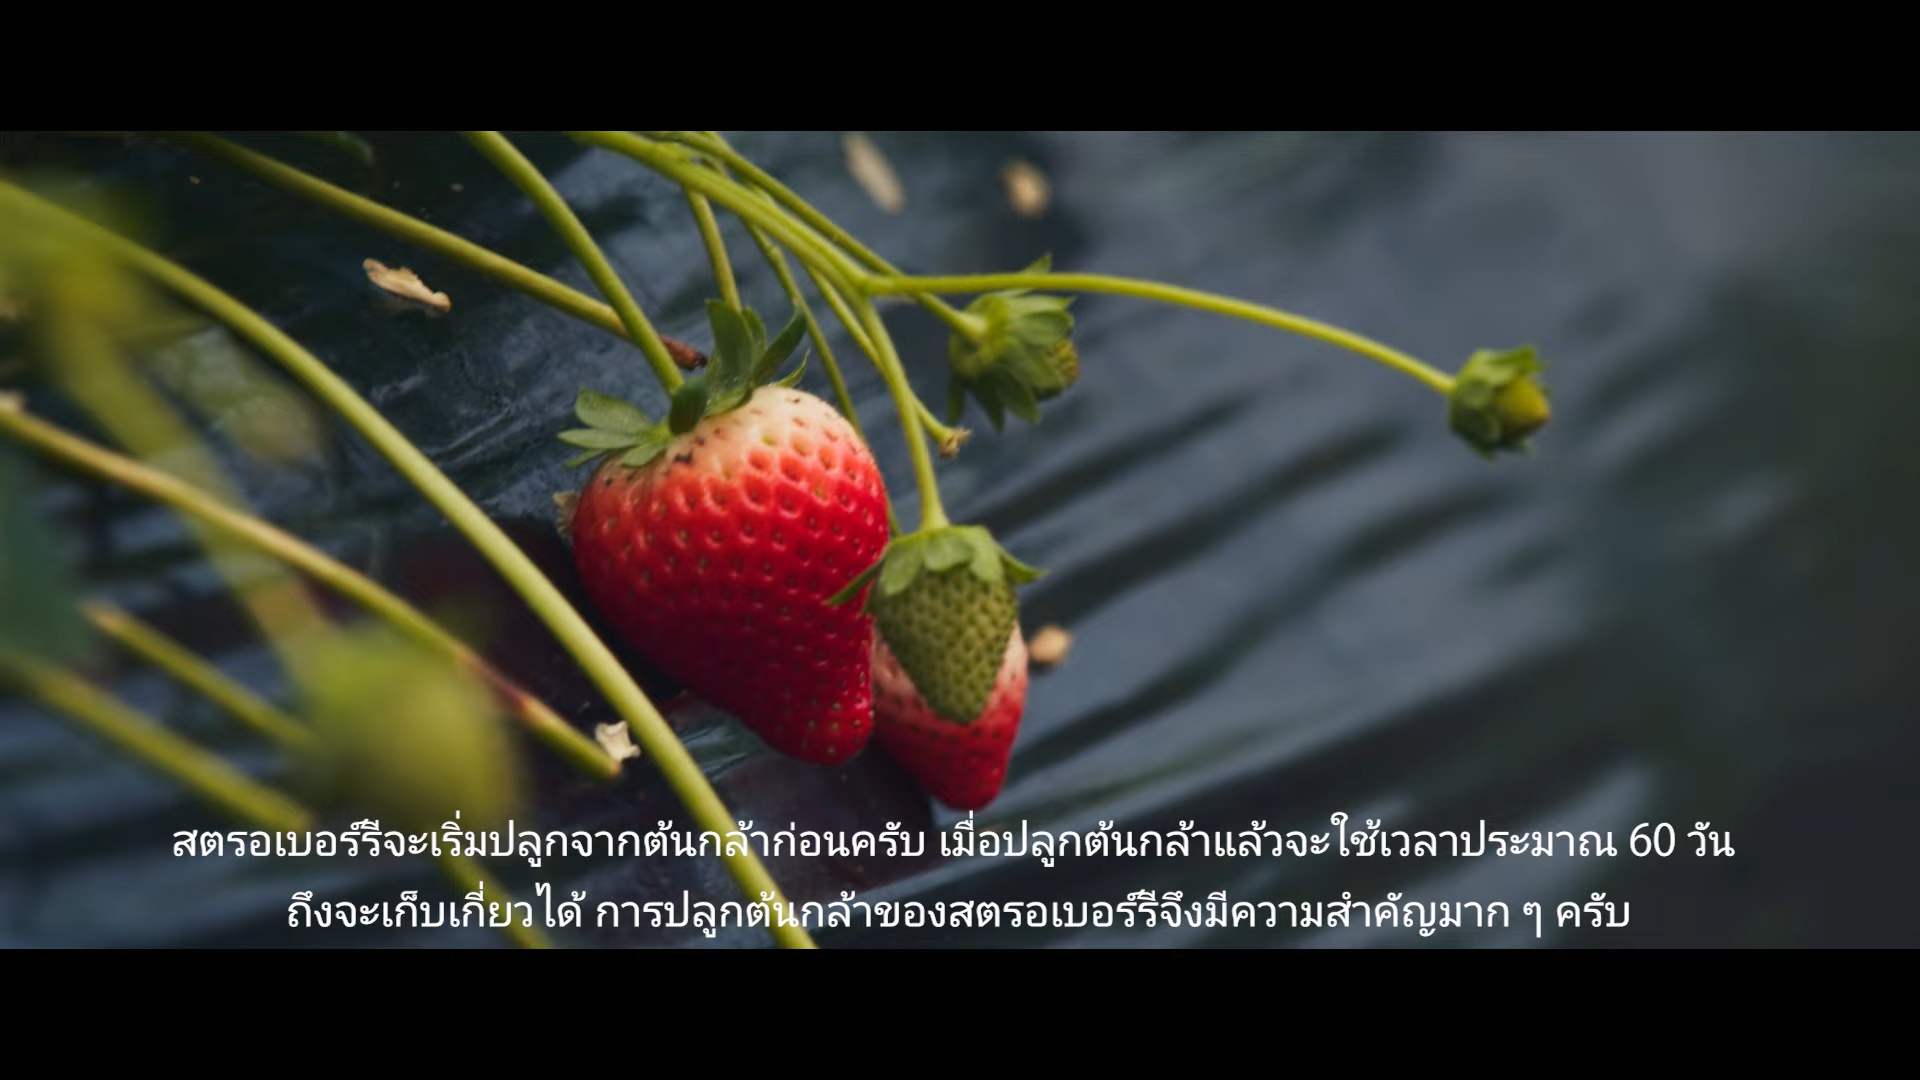 สตรอเบอร์รีจะเริ่มปลูกจากต้นกล้าก่อนครับ เมื่อปลูกต้นกล้าแล้วจะใช้เวลาประมาณ 60 วัน
ถึงจะเก็บเกี่ยวได้ การปลูกต้นกล้าของสตรอเบอร์รีจึงมีความสำคัญมาก ๆ ครับ